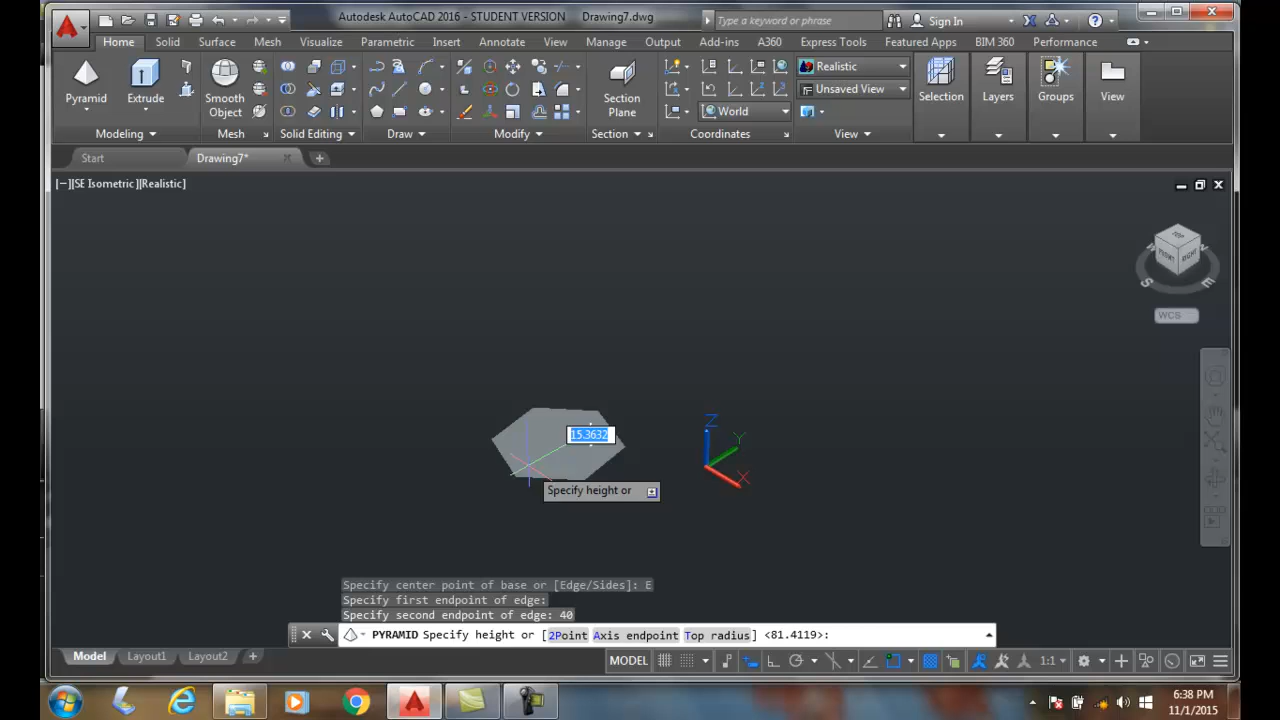 Autodesk AutoCAD 2016 - STUDENT VERSION Drawing7.dwg Type a keyword or phrase Sign In
Home Solid Surface Mesh Visualize Parametric Insert Annotate View Manage Output Add-ins A360 Express Tools Featured Apps BIM 360 Performance
Realistic
Unsaved View
Pyramid Extrude Smooth Object Section Plane World Selection Layers Groups View
Modeling Mesh Solid Editing Draw Modify Section Coordinates View
Start Drawing7*
[−][SE Isometric][Realistic]
TOP
FRONT RIGHT
W N
S E
WCS
Z
Y
X
15.3632
Specify height or
Specify center point of base or [Edge/Sides]: E
Specify first endpoint of edge:
Specify second endpoint of edge: 40
PYRAMID Specify height or [2Point Axis endpoint Top radius] <81.4119>:
Model Layout1 Layout2 +
MODEL 1:1
6:38 PM
11/1/2015